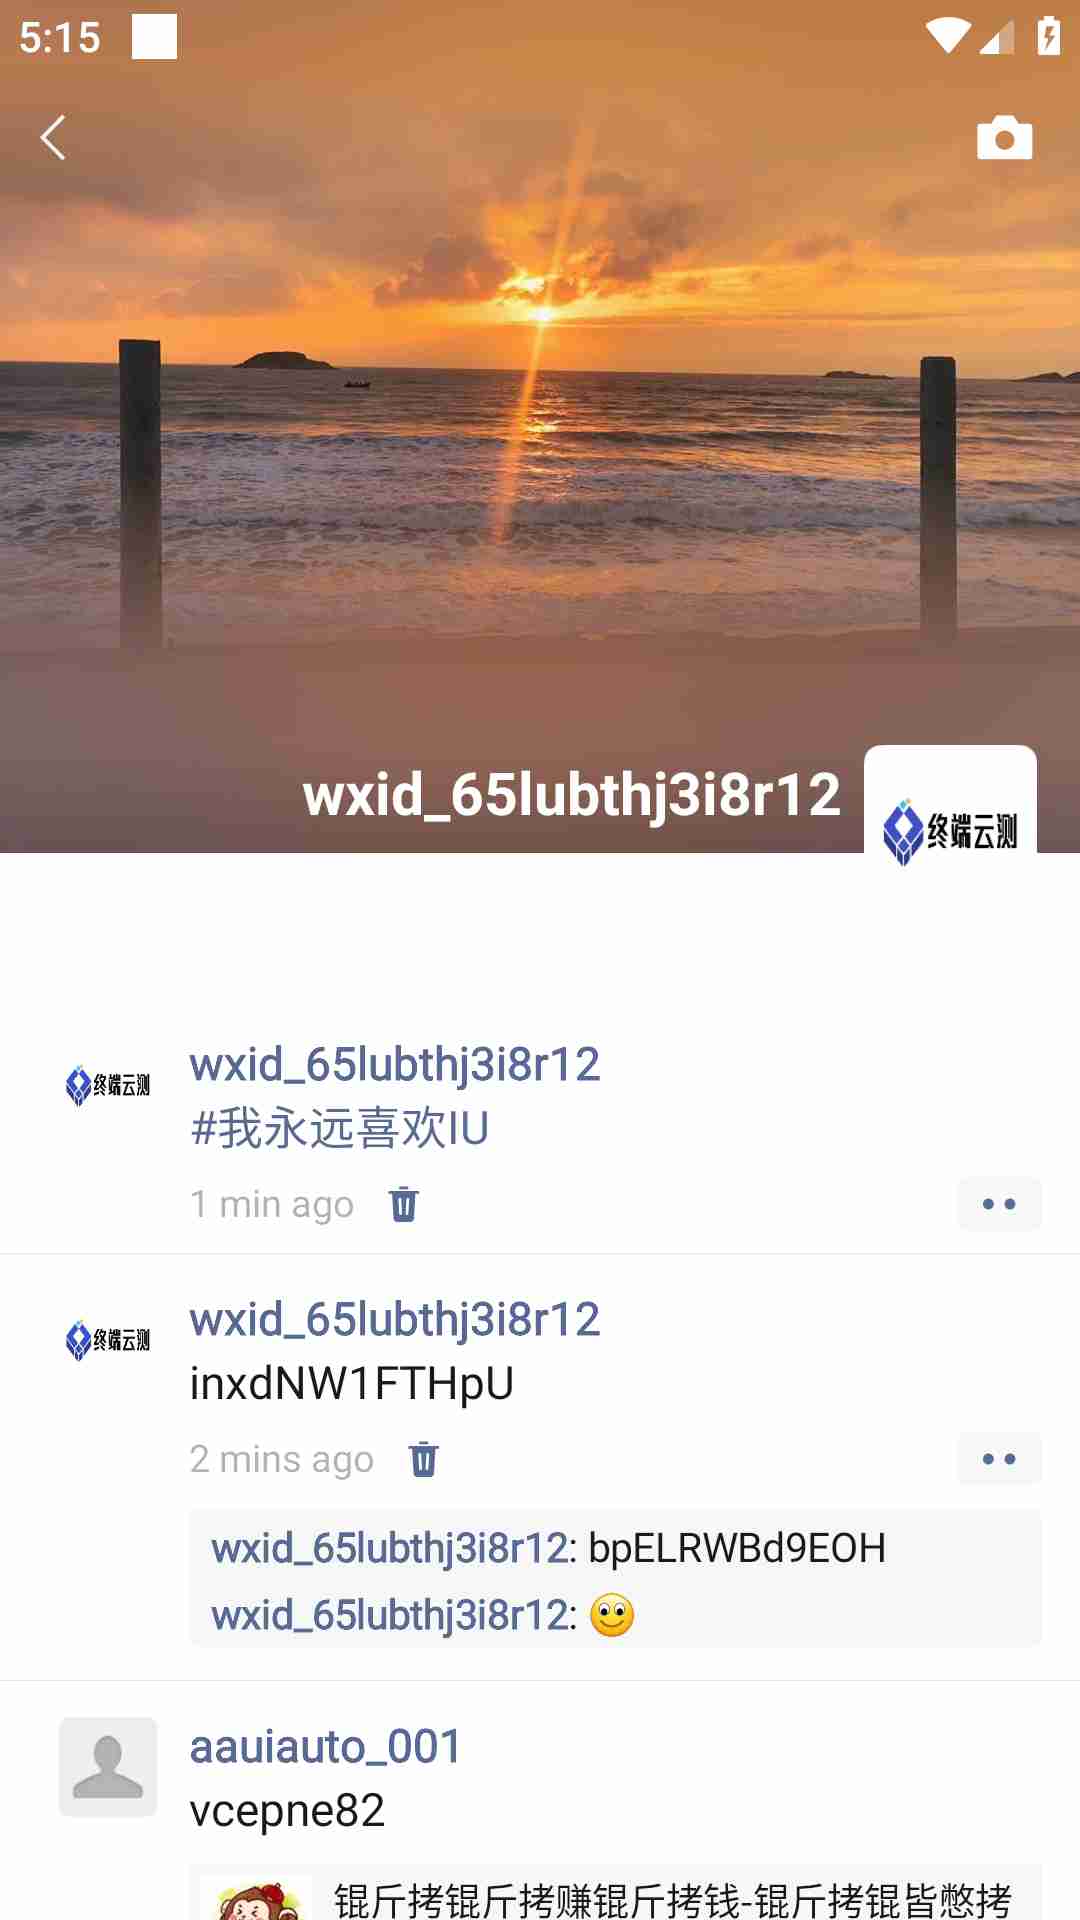 5:15
wxid_65lubthj3i8r12
终端云测
终端云测
wxid_65lubthj3i8r12
#我永远喜欢IU
1 min ago
终端云测
wxid_65lubthj3i8r12
inxdNW1FTHpU
2 mins ago
wxid_65lubthj3i8r12: bpELRWBd9EOH
wxid_65lubthj3i8r12:
aauiauto_001
vcepne82
锟斤拷锟斤拷赚锟斤拷钱-锟斤拷锟皆憋拷